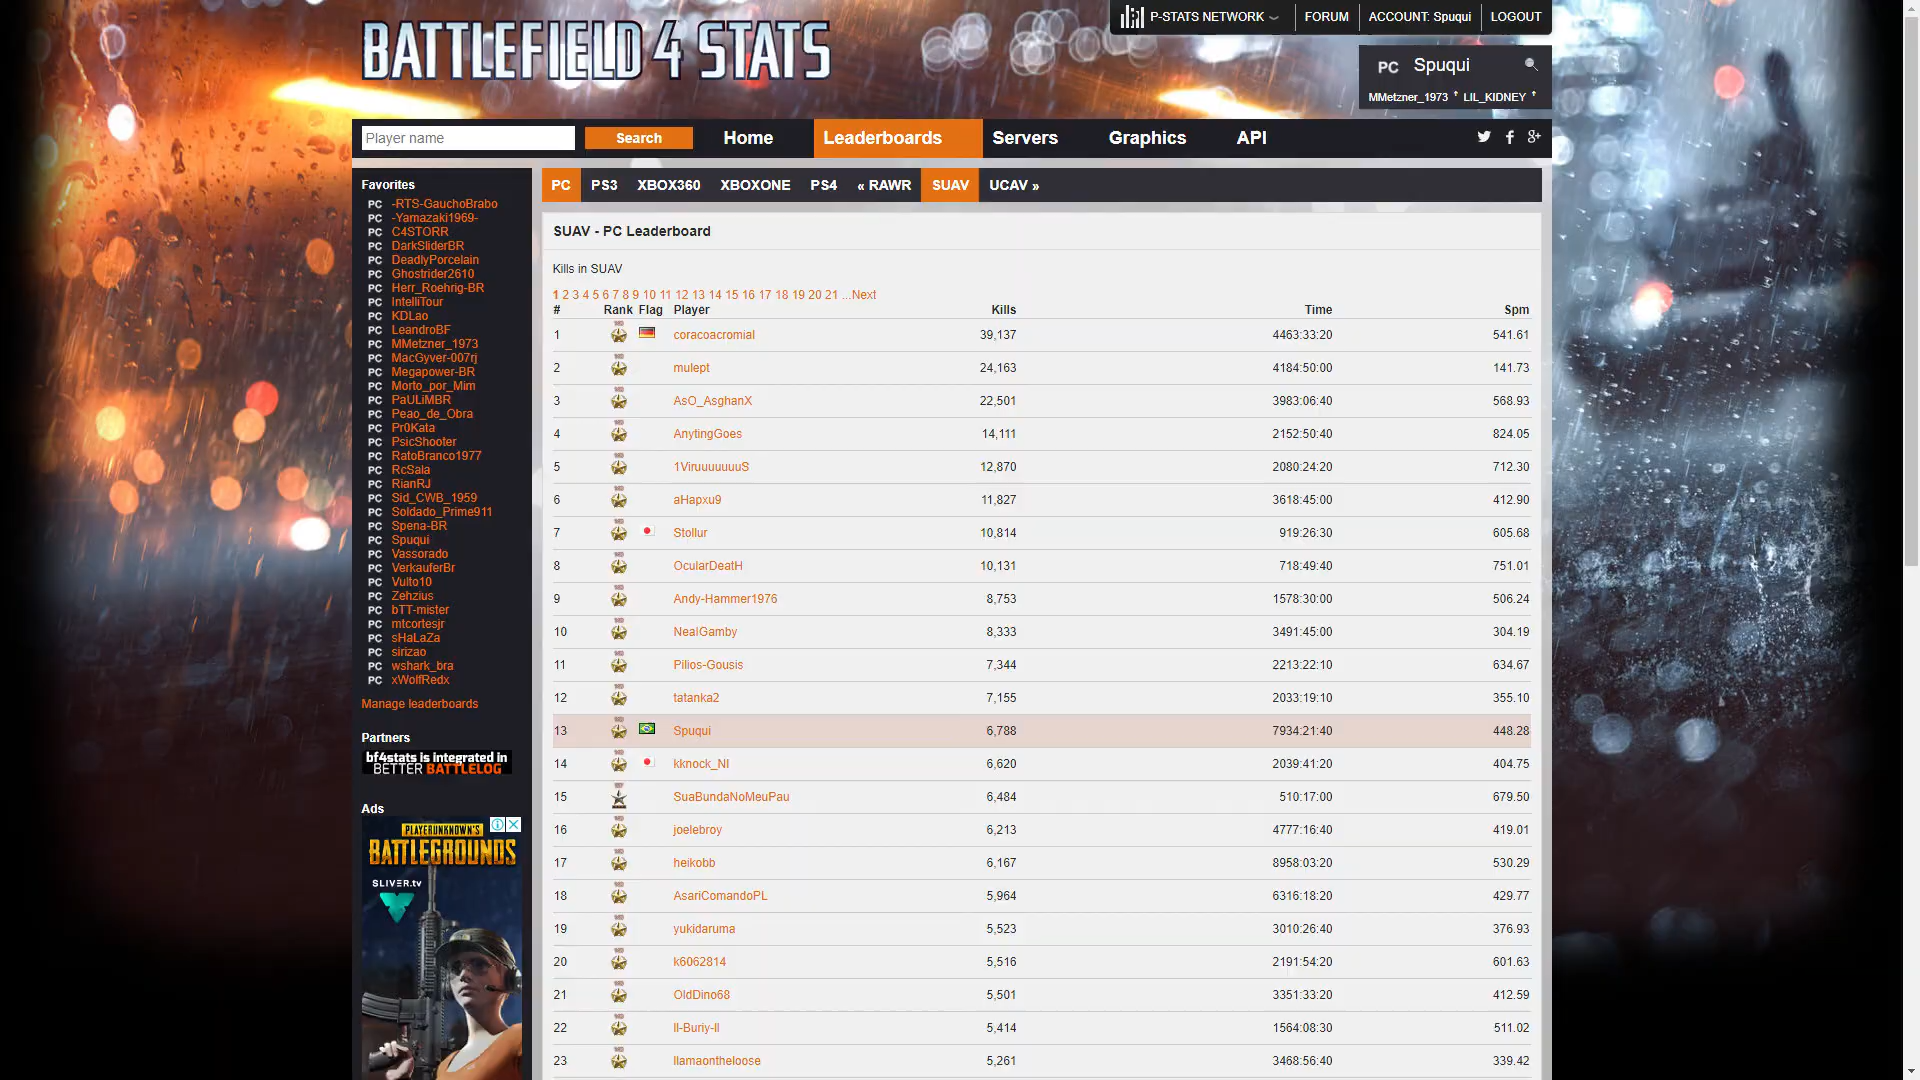 BATTLEFIELD 4 STATS
P-STATS NETWORK FORUM ACCOUNT: Spuqui LOGOUT
PC Spuqui
MMetzner_1973 LIL_KIDNEY
Player name Search Home Leaderboards Servers Graphics API
Favorites
PC -RTS-GauchoBrabo
PC -Yamazaki1969-
PC C4STORR
PC DarkSliderBR
PC DeadlyPorcelain
PC Ghostrider2610
PC Herr_Roehrig-BR
PC IntelliTour
PC KDLao
PC LeandroBF
PC MMetzner_1973
PC MacGyver-007rj
PC Megapower-BR
PC Morto_por_Mim
PC PaULiMBR
PC Peao_de_Obra
PC Pr0Kata
PC PsicShooter
PC RatoBranco1977
PC RcSala
PC RianRJ
PC Sid_CWB_1959
PC Soldado_Prime911
PC Spena-BR
PC Spuqui
PC Vassorado
PC VerkauferBr
PC Vulto10
PC Zehzius
PC bTT-mister
PC mtcortesjr
PC sHaLaZa
PC sirizao
PC wshark_bra
PC xWolfRedx
Manage leaderboards
Partners
bf4stats is integrated in
BETTER BATTLELOG
Ads
PLAYERUNKNOWN'S
BATTLEGROUNDS
SLIVER.tv
PC PS3 XBOX360 XBOXONE PS4 « RAWR SUAV UCAV »
SUAV - PC Leaderboard
Kills in SUAV
1 2 3 4 5 6 7 8 9 10 11 12 13 14 15 16 17 18 19 20 21 ...Next
# Rank Flag Player Kills Time Spm
1 coracoacromial 39,137 4463:33:20 541.61
2 mulept 24,163 4184:50:00 141.73
3 AsO_AsghanX 22,501 3983:06:40 568.93
4 AnytingGoes 14,111 2152:50:40 824.05
5 1ViruuuuuuuS 12,870 2080:24:20 712.30
6 aHapxu9 11,827 3618:45:00 412.90
7 Stollur 10,814 919:26:30 605.68
8 OcularDeatH 10,131 718:49:40 751.01
9 Andy-Hammer1976 8,753 1578:30:00 506.24
10 NealGamby 8,333 3491:45:00 304.19
11 Pilios-Gousis 7,344 2213:22:10 634.67
12 tatanka2 7,155 2033:19:10 355.10
13 Spuqui 6,788 7934:21:40 448.28
14 kknock_NI 6,620 2039:41:20 404.75
15 SuaBundaNoMeuPau 6,484 510:17:00 679.50
16 joelebroy 6,213 4777:16:40 419.01
17 heikobb 6,167 8958:03:20 530.29
18 AsariComandoPL 5,964 6316:18:20 429.77
19 yukidaruma 5,523 3010:26:40 376.93
20 k6062814 5,516 2191:54:20 601.63
21 OldDino68 5,501 3351:33:20 412.59
22 ll-Buriy-ll 5,414 1564:08:30 511.02
23 llamaontheloose 5,261 3468:56:40 339.42